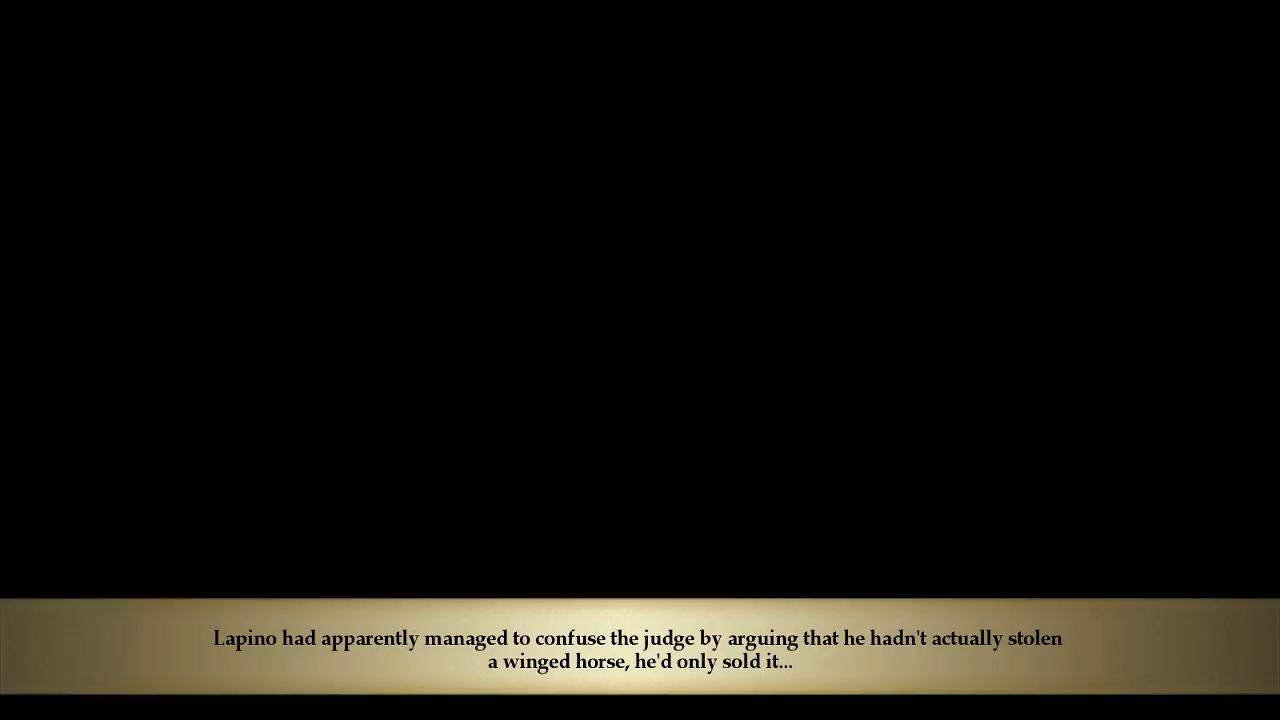 Lapino had apparently managed to confuse the judge by arguing that he hadn't actually stolen
a winged horse, he'd only sold it...